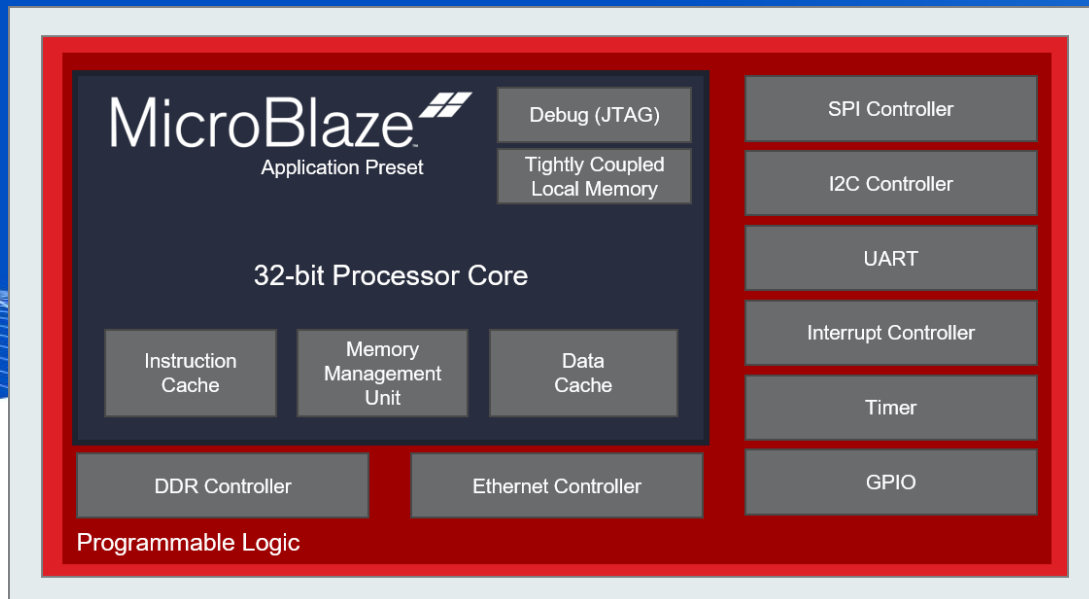 MicroBlaze™
Application Preset
Debug (JTAG)
Tightly Coupled
Local Memory
32-bit Processor Core
Instruction
Cache
Memory
Management
Unit
Data
Cache
DDR Controller
Ethernet Controller
Programmable Logic
SPI Controller
I2C Controller
UART
Interrupt Controller
Timer
GPIO